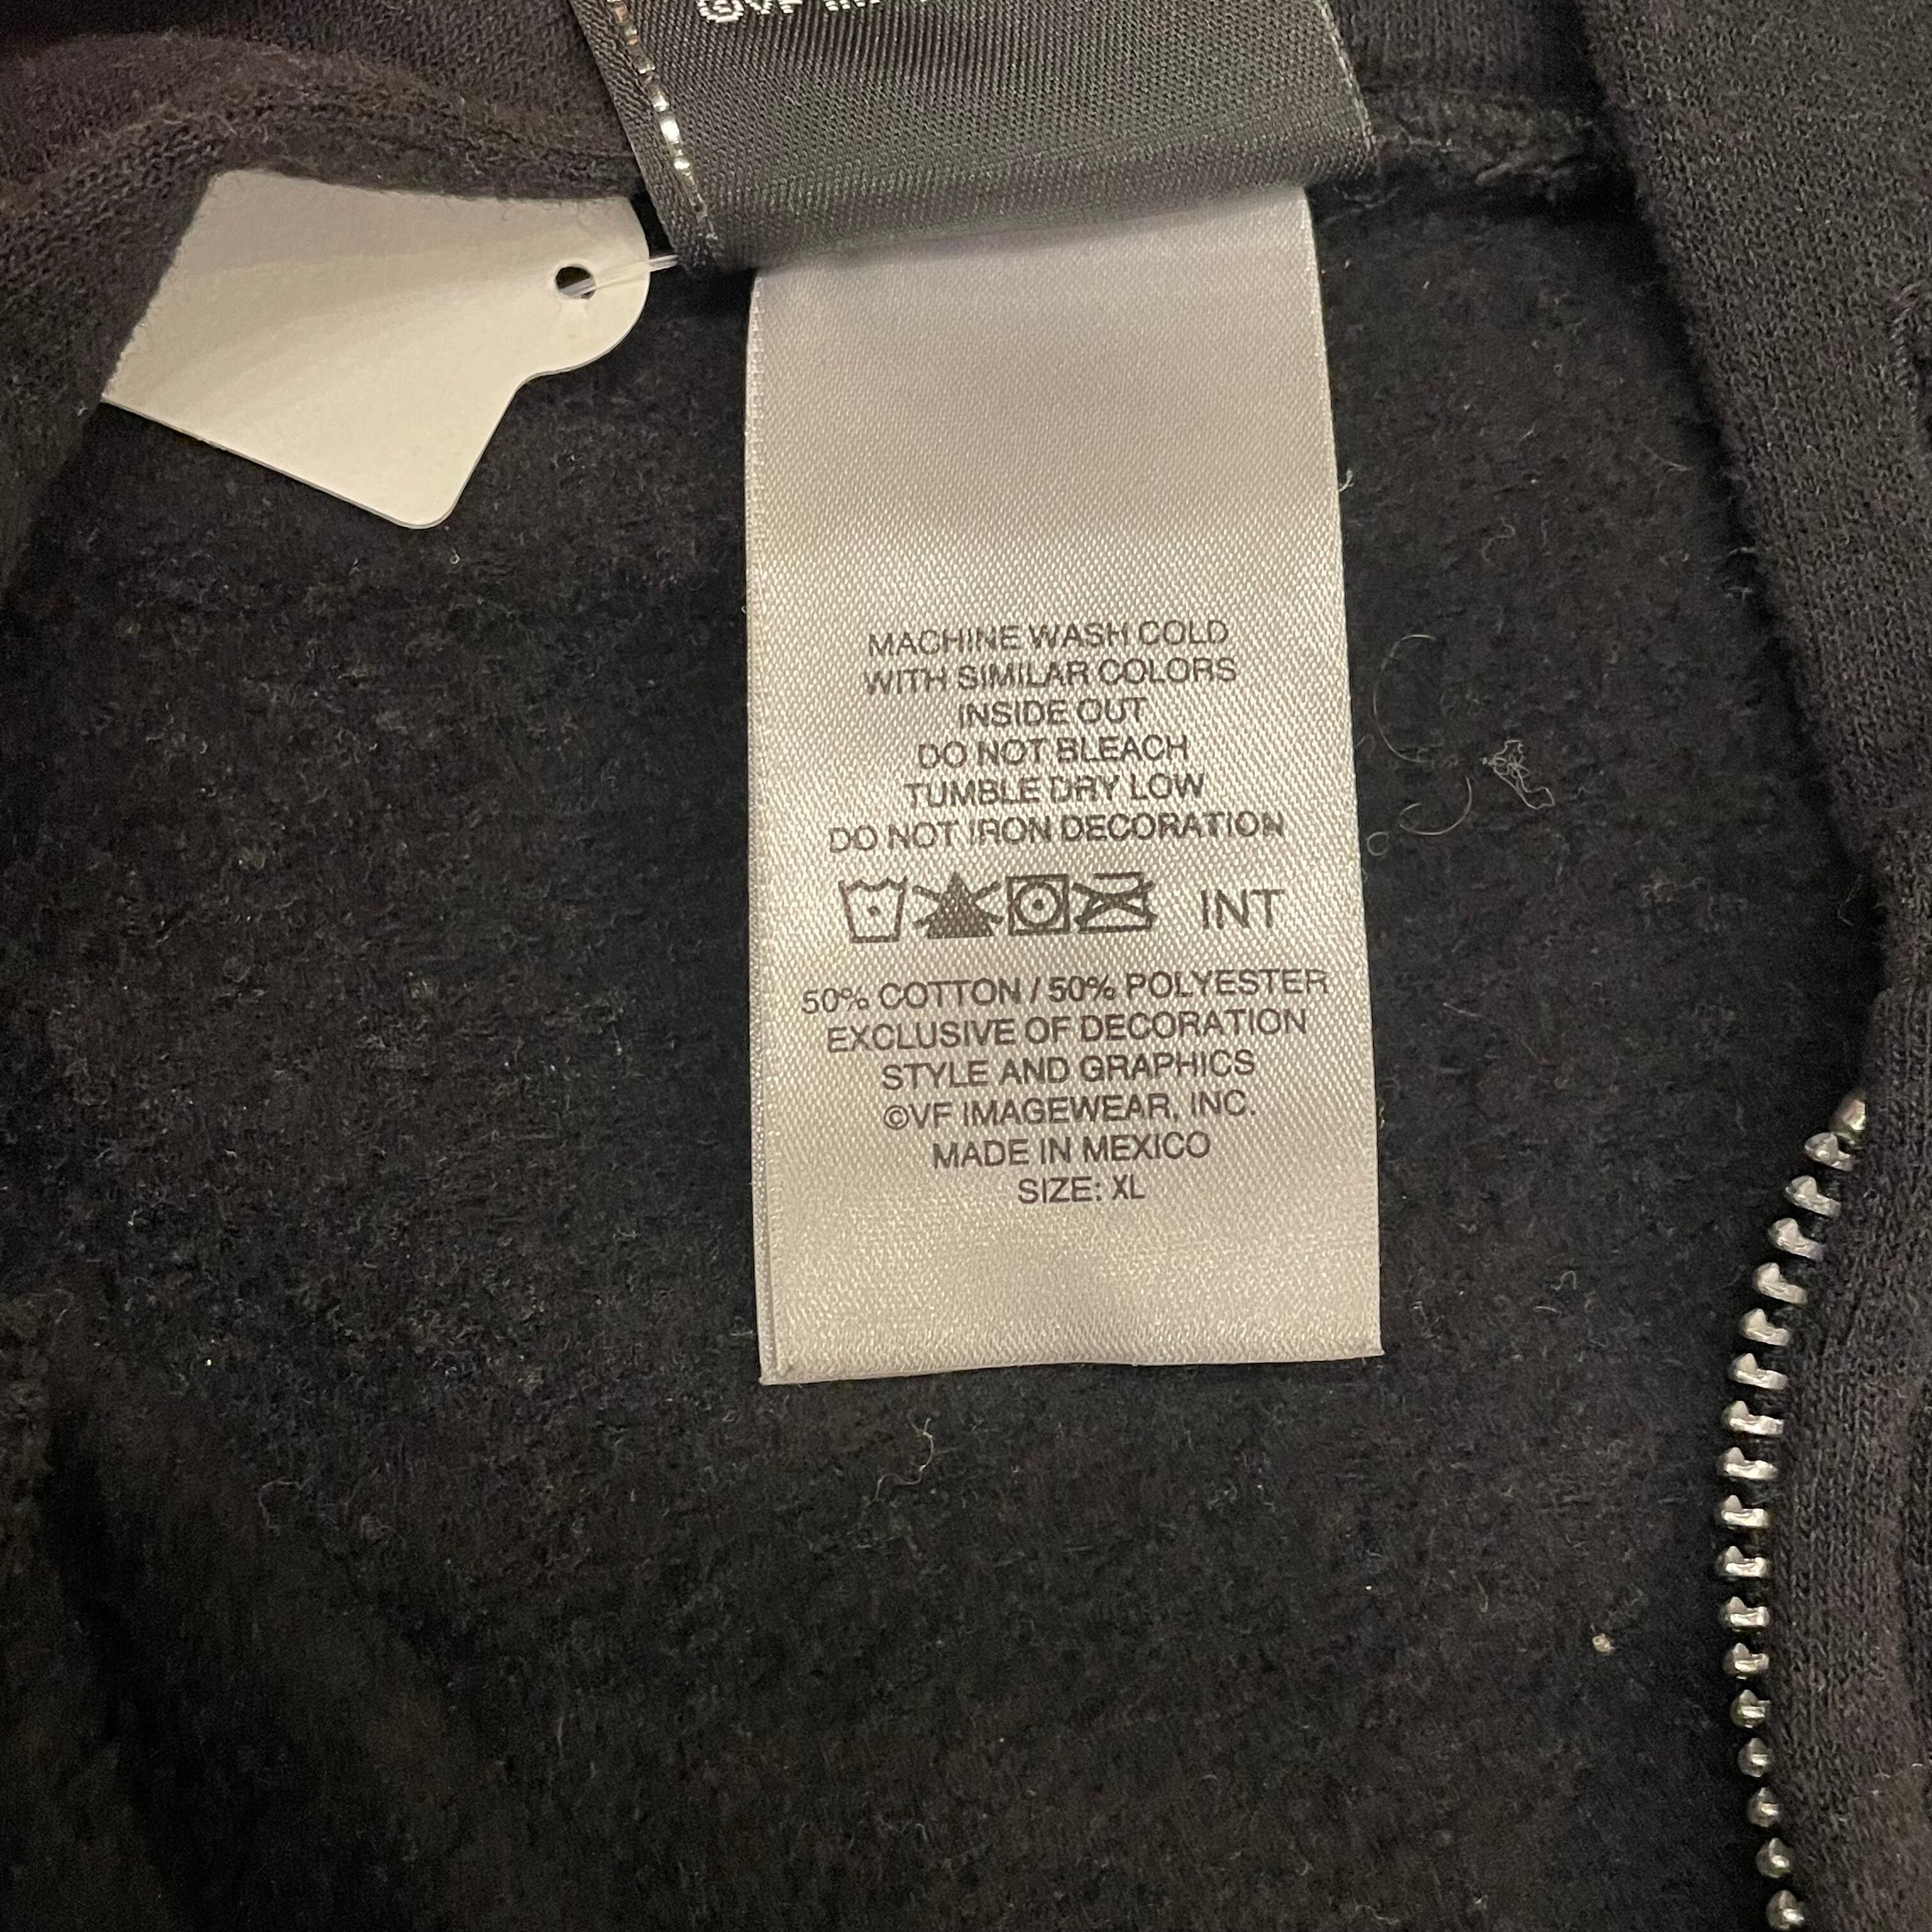 MACHINE WASH COLD
WITH SIMILAR COLORS
INSIDE OUT
DO NOT BLEACH
TUMBLE DRY LOW
DO NOT IRON DECORATION
INT
50% COTTON / 50% POLYESTER
EXCLUSIVE OF DECORATION
STYLE AND GRAPHICS
©VF IMAGEWEAR, INC.
MADE IN MEXICO
SIZE: XL